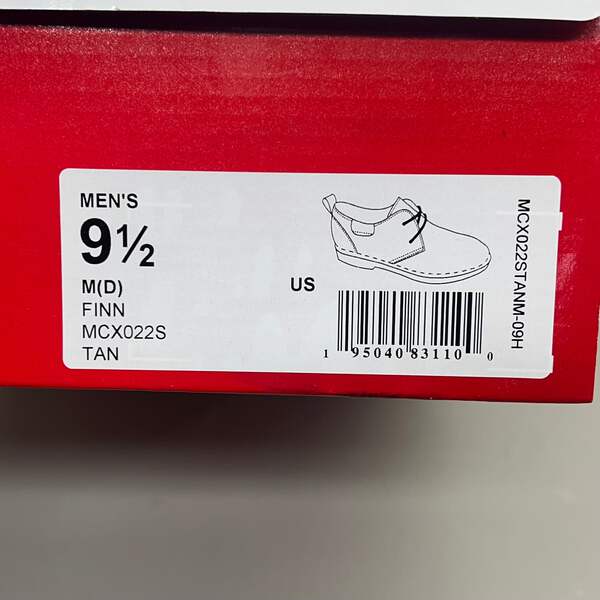 MEN'S
9½
M(D)
FINN
MCX022S
TAN
US
1 95040 83110 0
MCX022STANM-09H